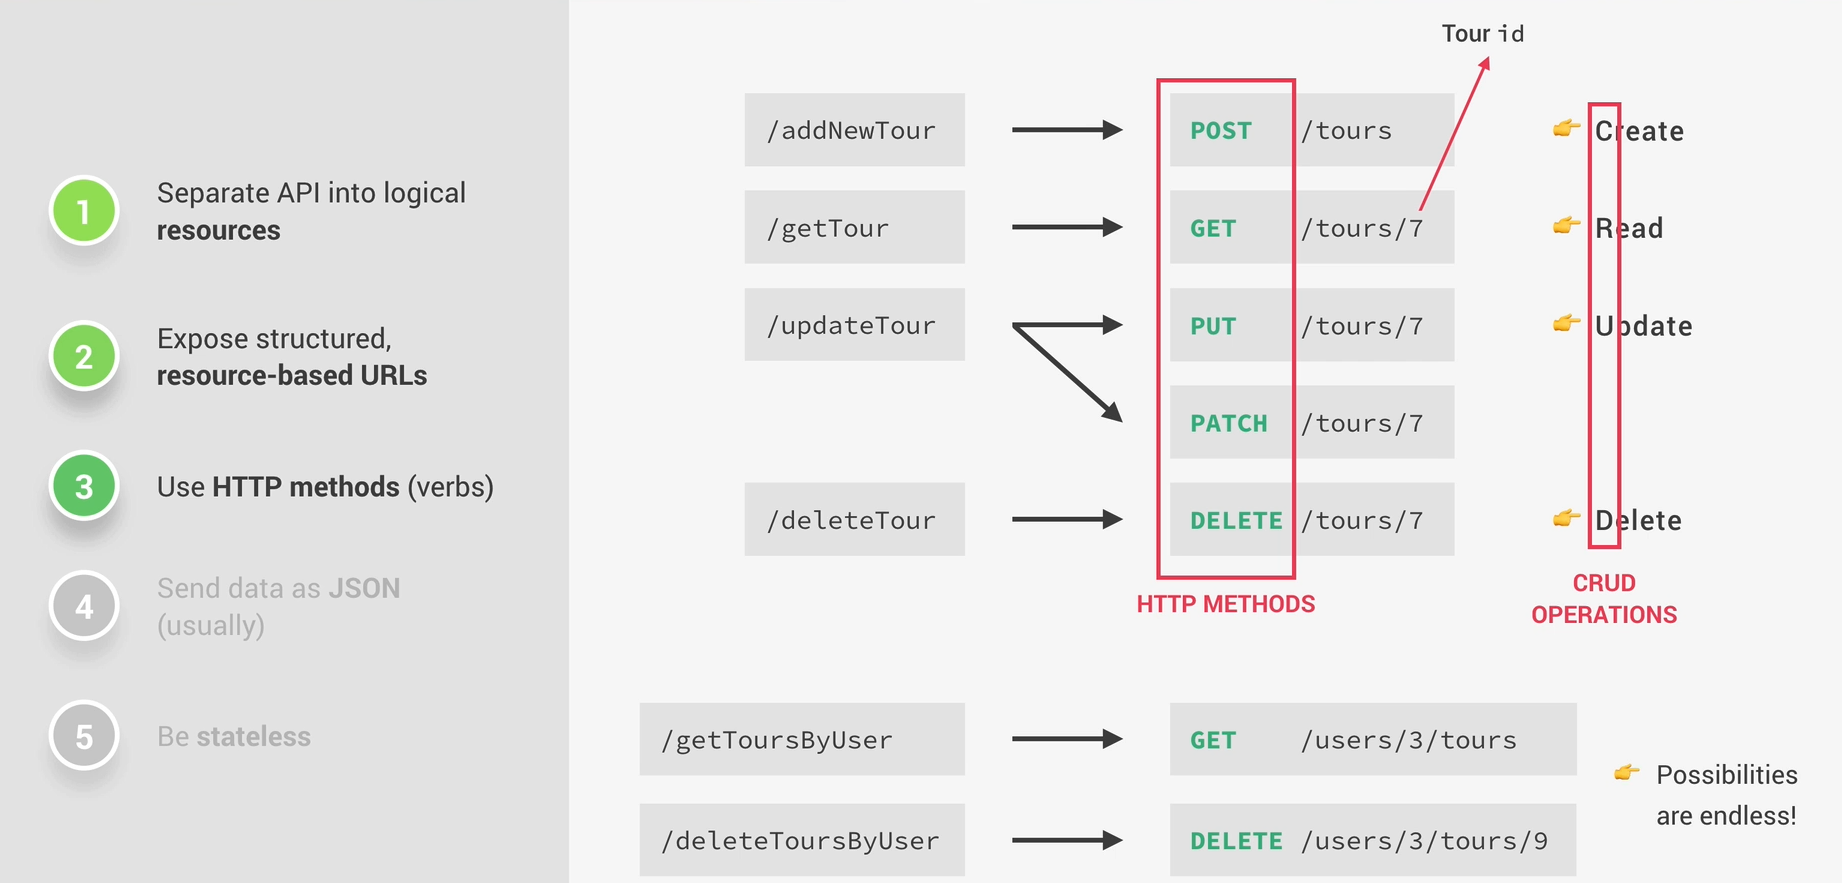 1
Separate API into logical
resources
2
Expose structured,
resource-based URLs
3
Use HTTP methods (verbs)
4
Send data as JSON
(usually)
5
Be stateless
Tour id
/addNewTour POST /tours 👉 Create
/getTour GET /tours/7 👉 Read
/updateTour PUT /tours/7 👉 Update
PATCH /tours/7
/deleteTour DELETE /tours/7 👉 Delete
HTTP METHODS
CRUD
OPERATIONS
/getToursByUser GET /users/3/tours
/deleteToursByUser DELETE /users/3/tours/9
👉 Possibilities
are endless!